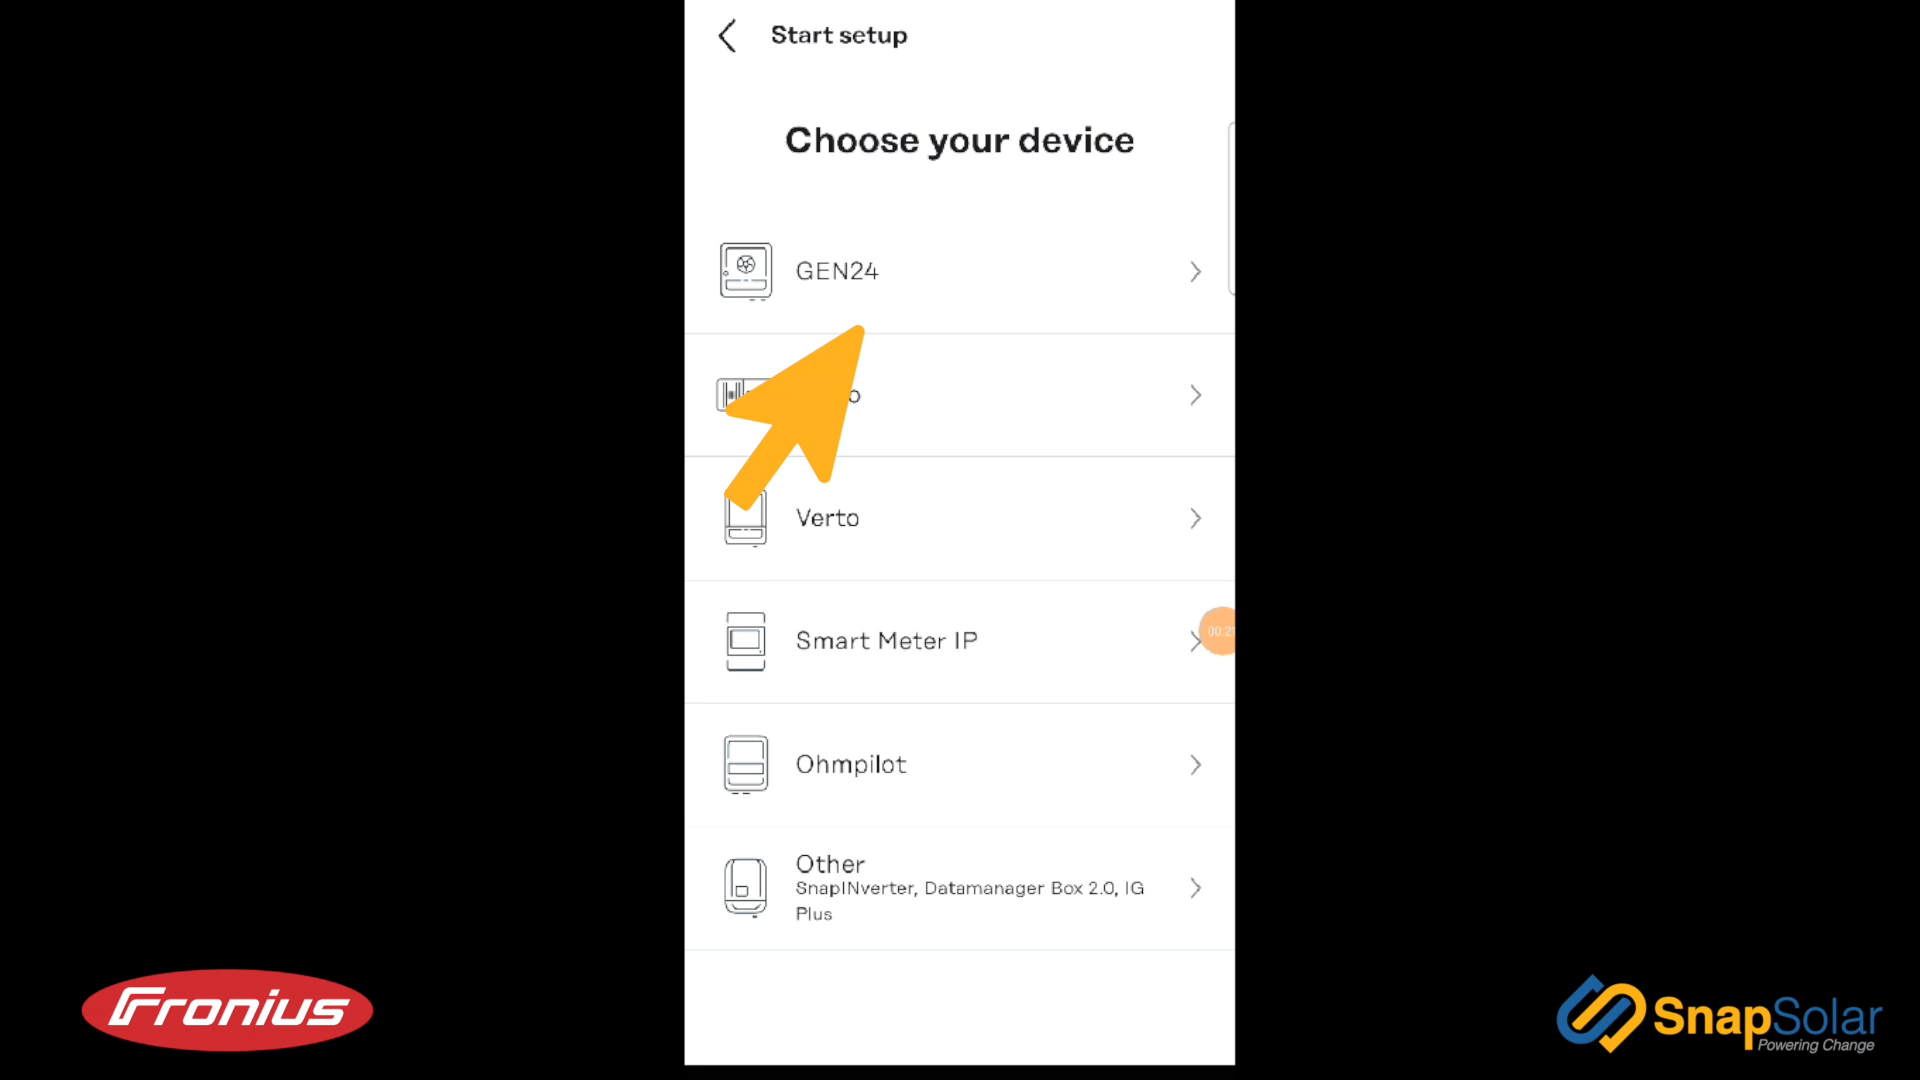 Start setup
Choose your device
GEN24
Verto
Smart Meter IP
Ohmpilot
Other
SnapINverter, Datamanager Box 2.0, IG
Plus
Fronius
SnapSolar
Powering Change